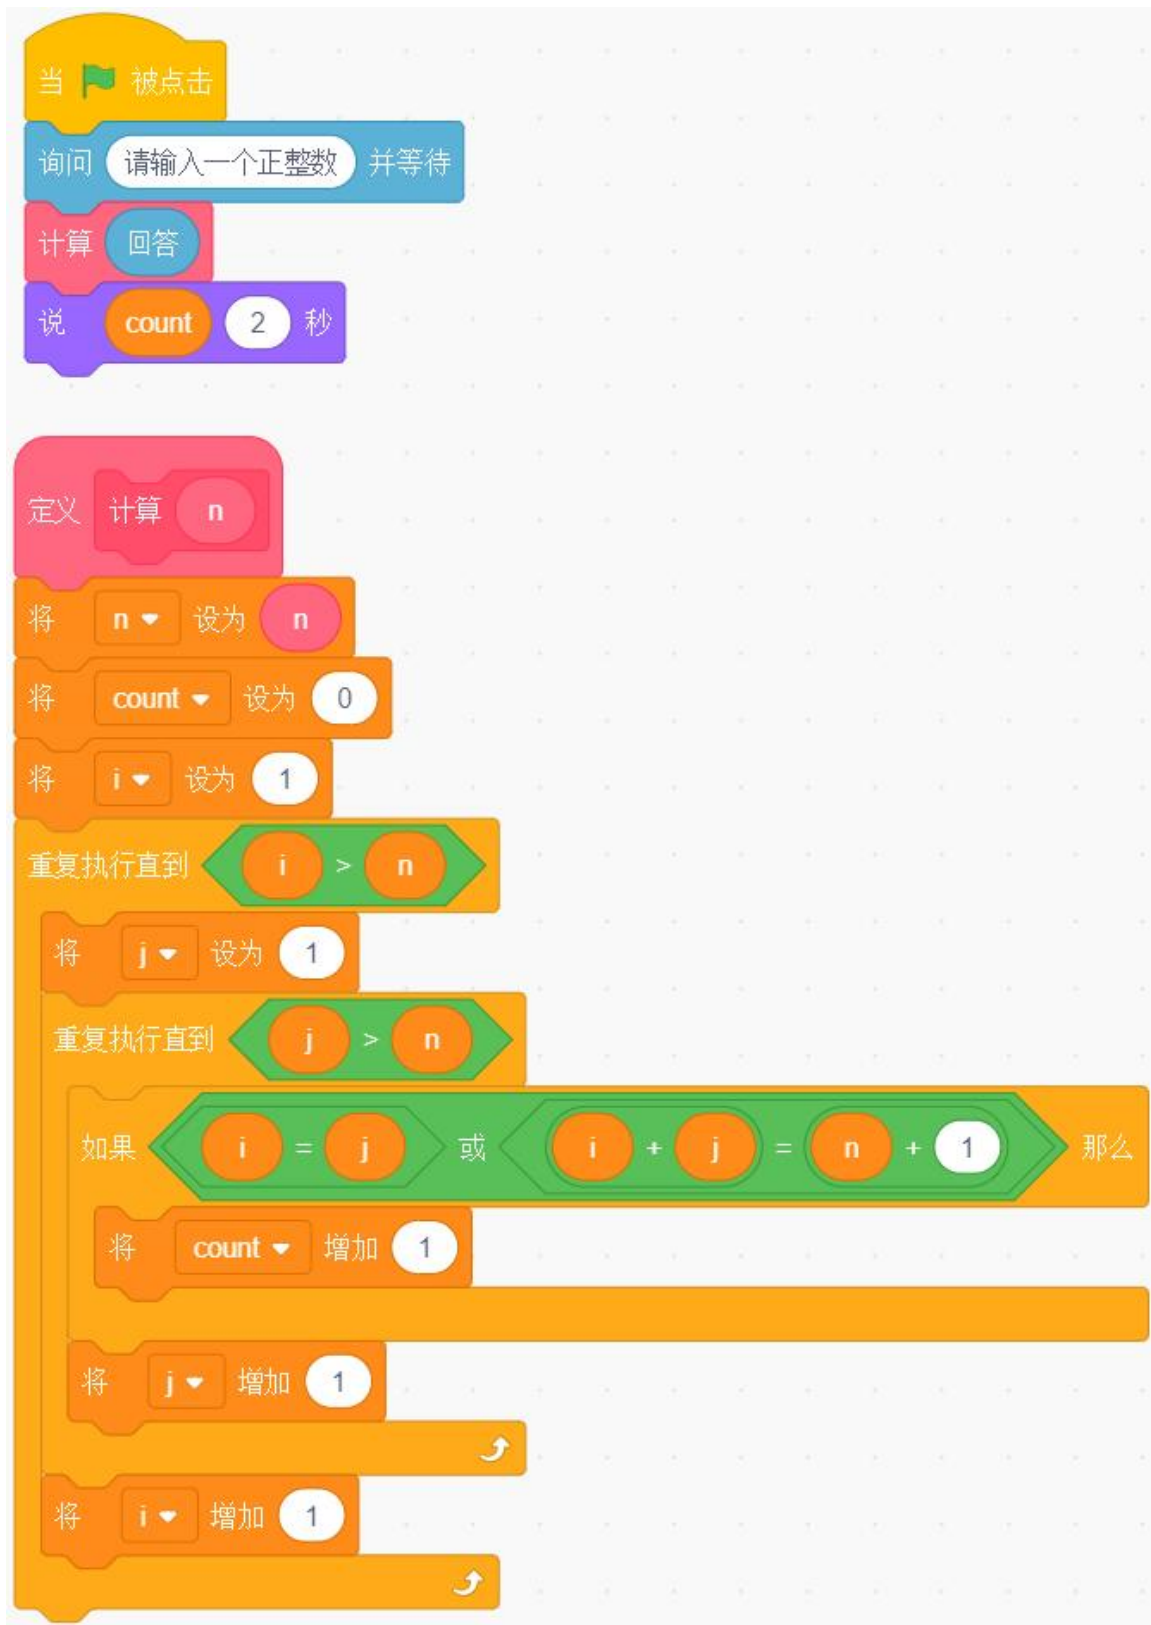 当 被点击
询问 请输入一个正整数 并等待
计算 回答
说 count 2 秒
定义 计算 n
将 n 设为 n
将 count 设为 0
将 i 设为 1
重复执行直到 i > n
将 j 设为 1
重复执行直到 j > n
如果 i = j 或 i + j = n + 1 那么
将 count 增加 1
将 j 增加 1
将 i 增加 1